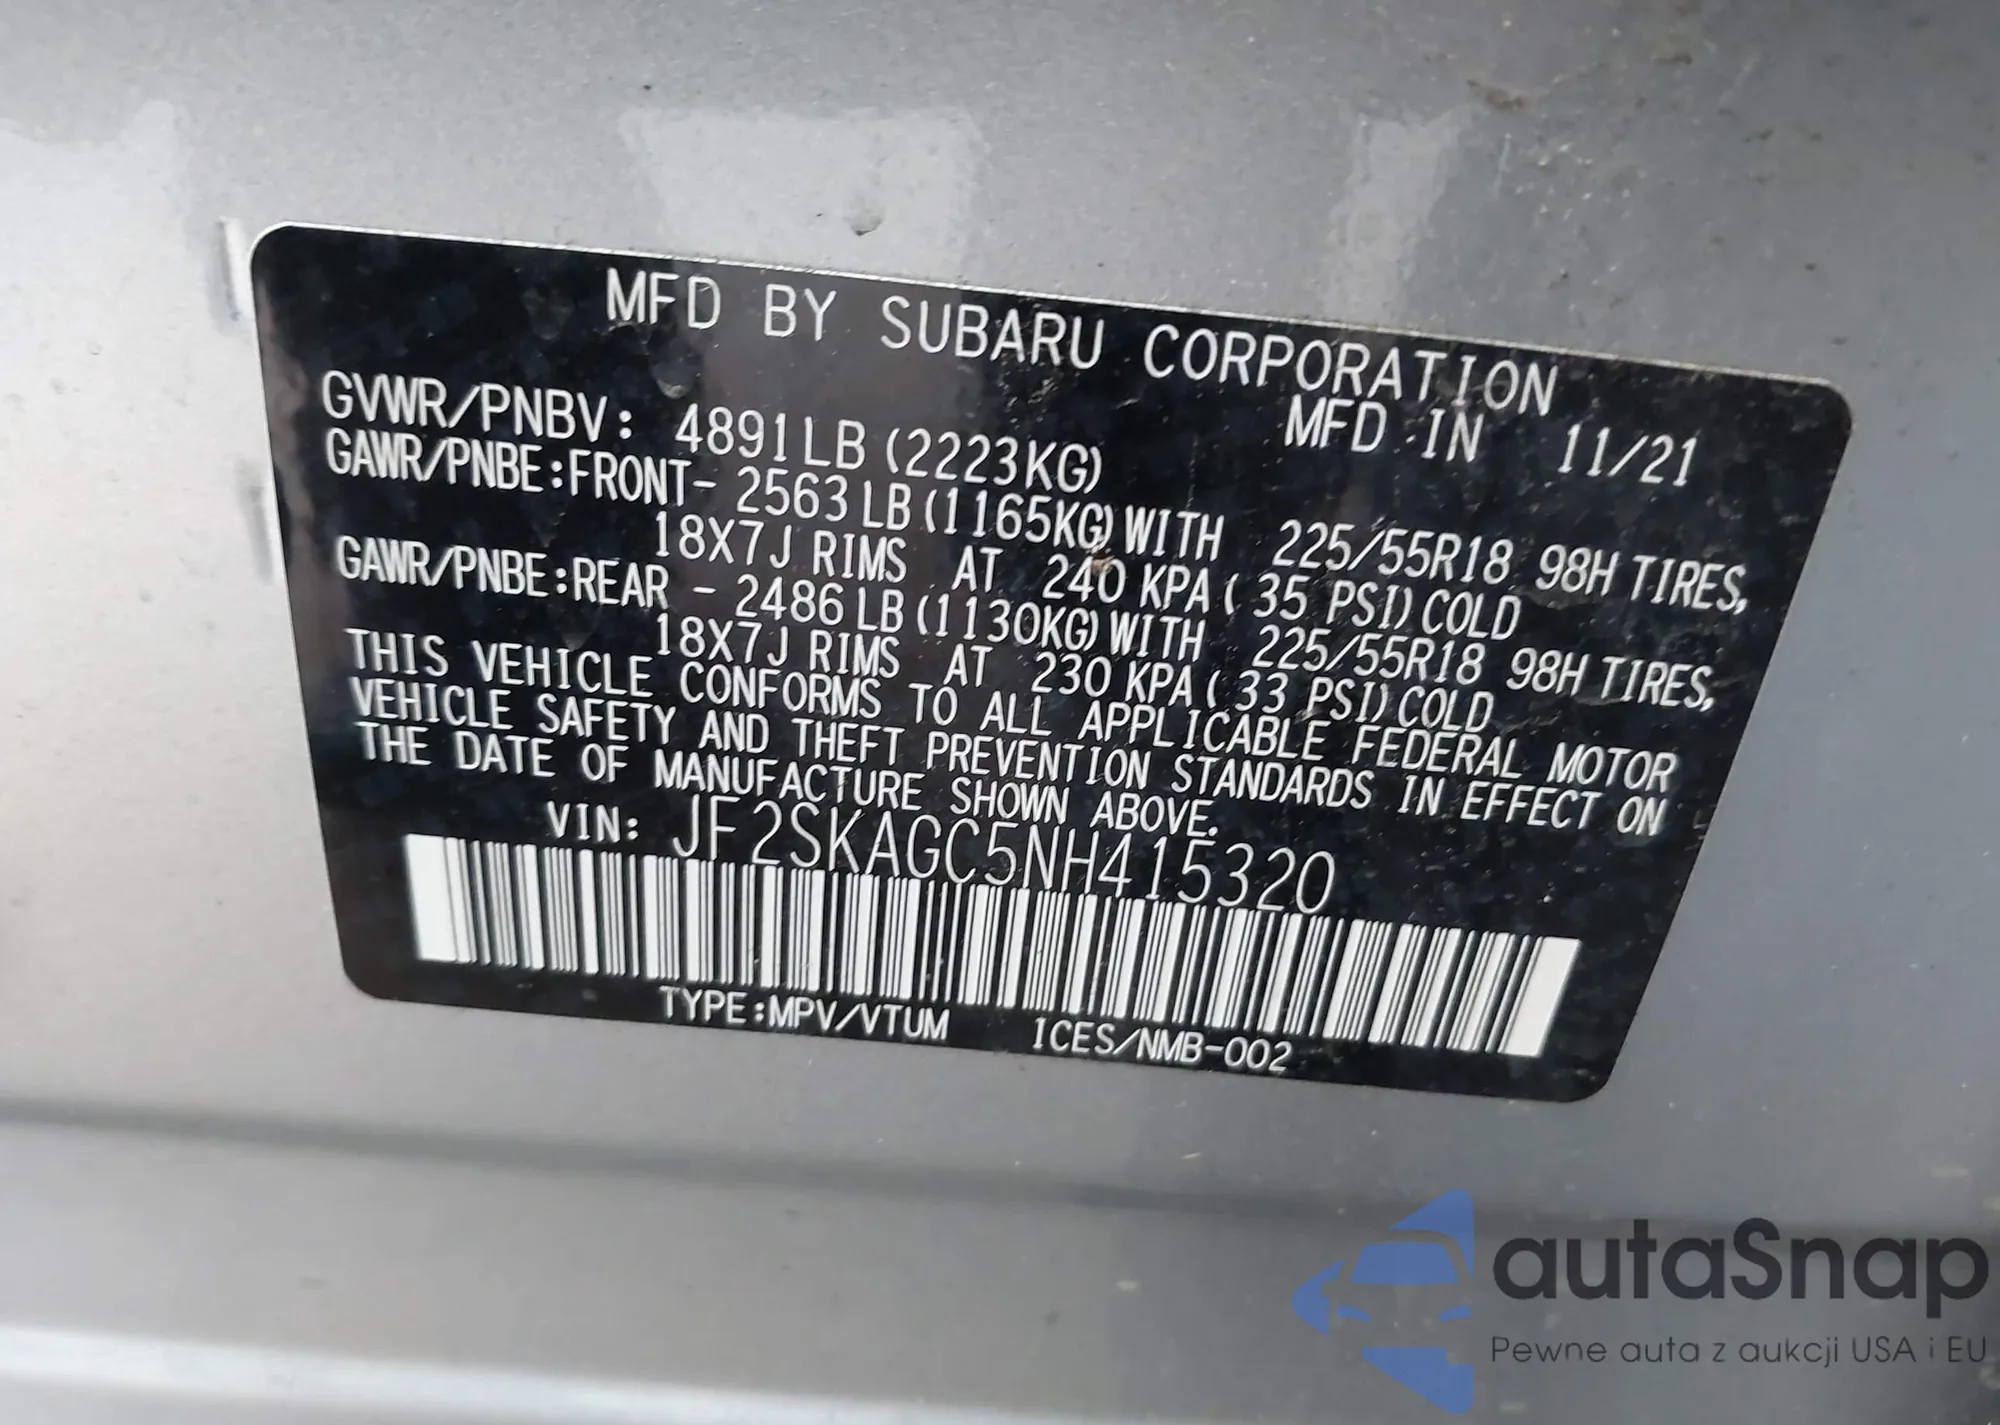 MFD BY SUBARU CORPORATION
GVWR/PNBV: 4891LB (2223KG) MFD IN 11/21
GAWR/PNBE:FRONT- 2563LB(1165KG)WITH 225/55R18 98H TIRES,
18X7J RIMS AT 240 KPA( 35 PSI)COLD
GAWR/PNBE:REAR - 2486LB(1130KG)WITH 225/55R18 98H TIRES,
18X7J RIMS AT 230 KPA( 33 PSI)COLD
THIS VEHICLE CONFORMS TO ALL APPLICABLE FEDERAL MOTOR
VEHICLE SAFETY AND THEFT PREVENTION STANDARDS IN EFFECT ON
THE DATE OF MANUFACTURE SHOWN ABOVE.
VIN: JF2SKAGC5NH415320
TYPE:MPV/VTUM ICES/NMB-002
autaSnap
Pewne auta z aukcji USA i EU